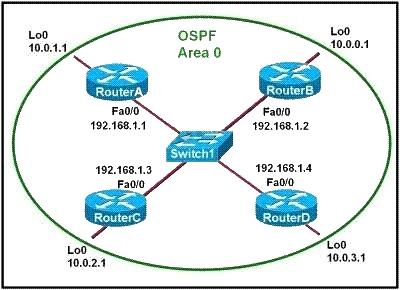 OSPF
Area 0
Lo0
10.0.1.1
Lo0
10.0.0.1
RouterA
RouterB
Fa0/0
192.168.1.1
Fa0/0
192.168.1.2
Switch1
192.168.1.3
Fa0/0
192.168.1.4
Fa0/0
RouterC
RouterD
Lo0
10.0.2.1
Lo0
10.0.3.1